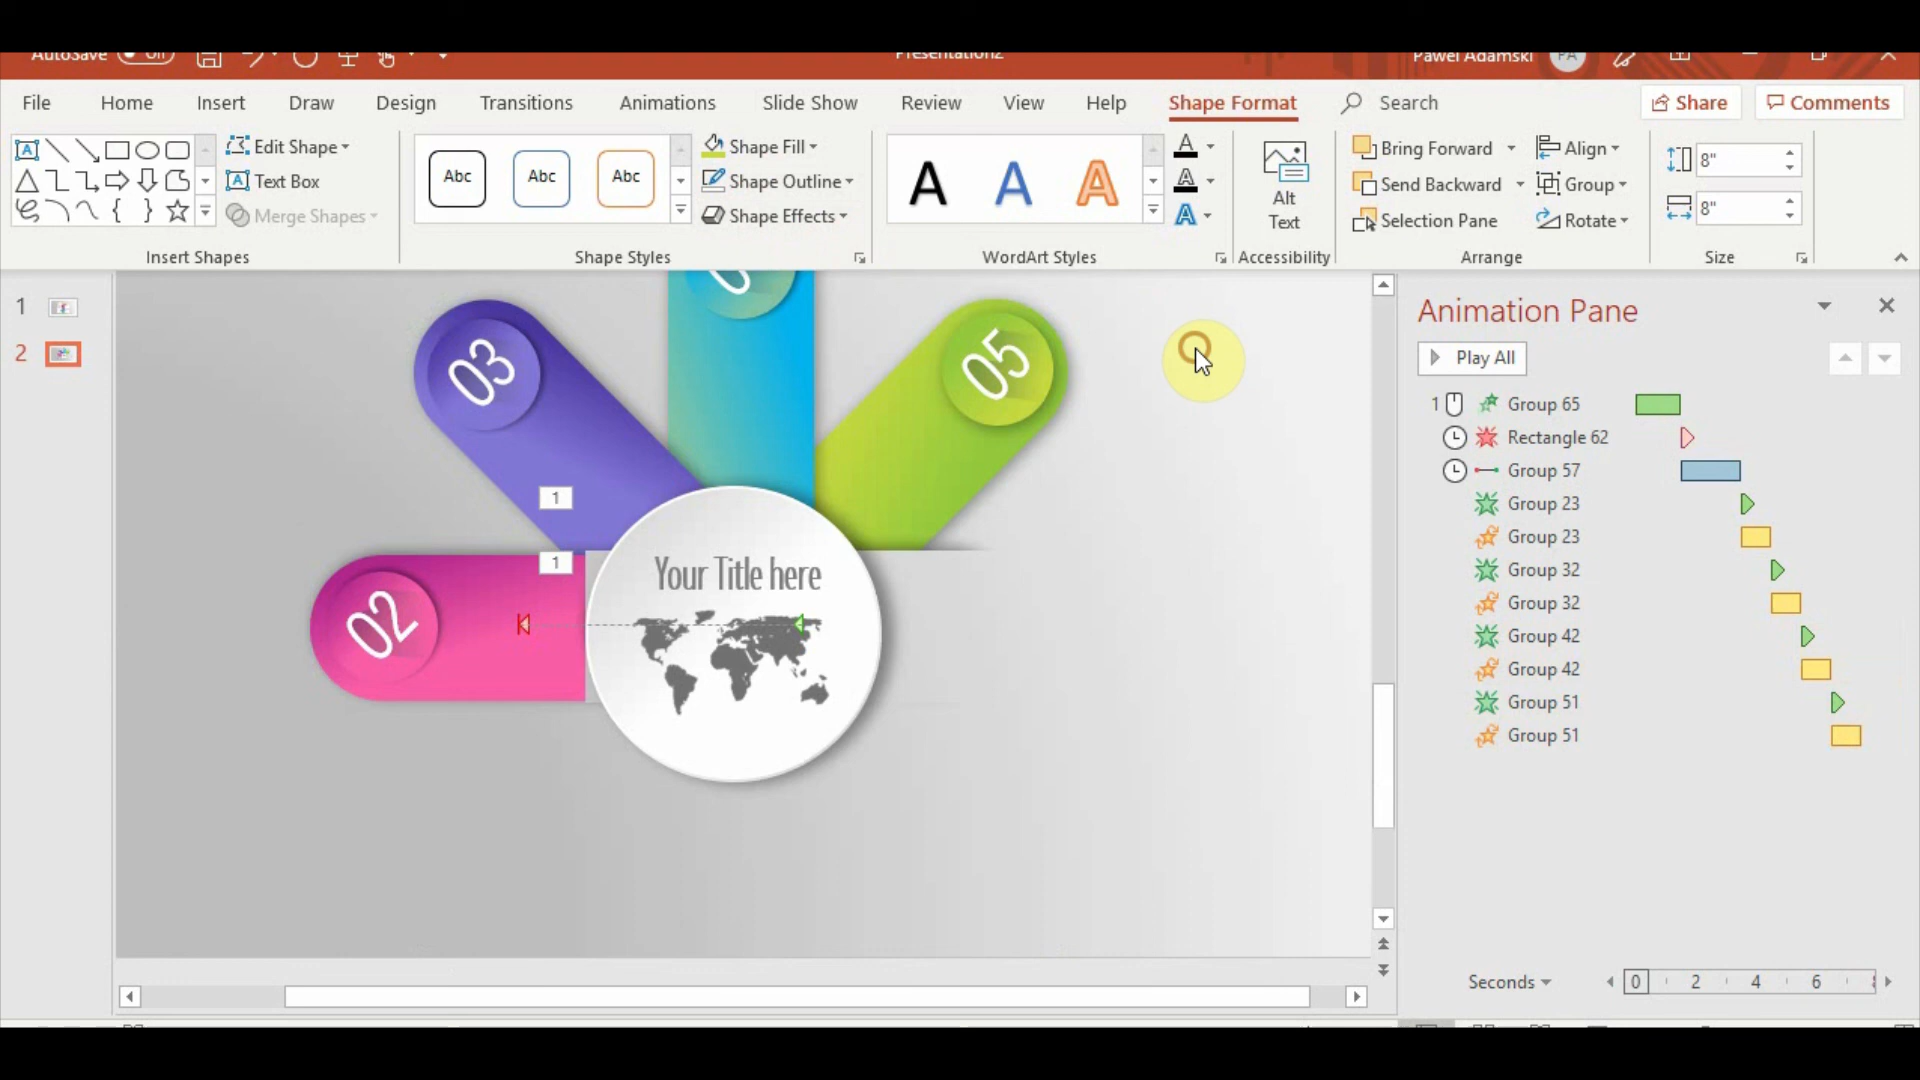 AutoSave Off Presentation2 Pawel Adamski PA
File Home Insert Draw Design Transitions Animations Slide Show Review View Help Shape Format Search Share Comments
Edit Shape
Text Box
Merge Shapes
Insert Shapes
Abc Abc Abc
Shape Fill
Shape Outline
Shape Effects
Shape Styles
A A A
A
A
A
WordArt Styles
Alt
Text
Accessibility
Bring Forward
Send Backward
Selection Pane
Align
Group
Rotate
Arrange
8"
8"
Size
1
2
03
05
1
1
02
Your Title here
Animation Pane
Play All
1 Group 65
Rectangle 62
Group 57
Group 23
Group 23
Group 32
Group 32
Group 42
Group 42
Group 51
Group 51
Seconds 0 2 4 6